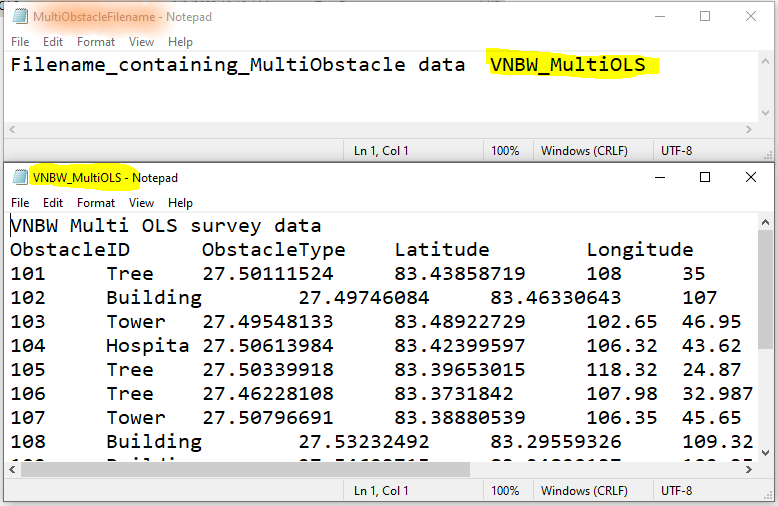 MultiObstacleFilename - Notepad
File Edit Format View Help
Filename_containing_MultiObstacle data VNBW_MultiOLS
Ln 1, Col 1 100% Windows (CRLF) UTF-8
VNBW_MultiOLS - Notepad
File Edit Format View Help
VNBW Multi OLS survey data
ObstacleID ObstacleType Latitude Longitude
101 Tree 27.50111524 83.43858719 108 35
102 Building 27.49746084 83.46330643 107
103 Tower 27.49548133 83.48922729 102.65 46.95
104 Hospita 27.50613984 83.42399597 106.32 43.62
105 Tree 27.50339918 83.39653015 118.32 24.87
106 Tree 27.46228108 83.3731842 107.98 32.987
107 Tower 27.50796691 83.38880539 106.35 45.65
108 Building 27.53232492 83.29559326 109.32
Ln 1, Col 1 100% Windows (CRLF) UTF-8